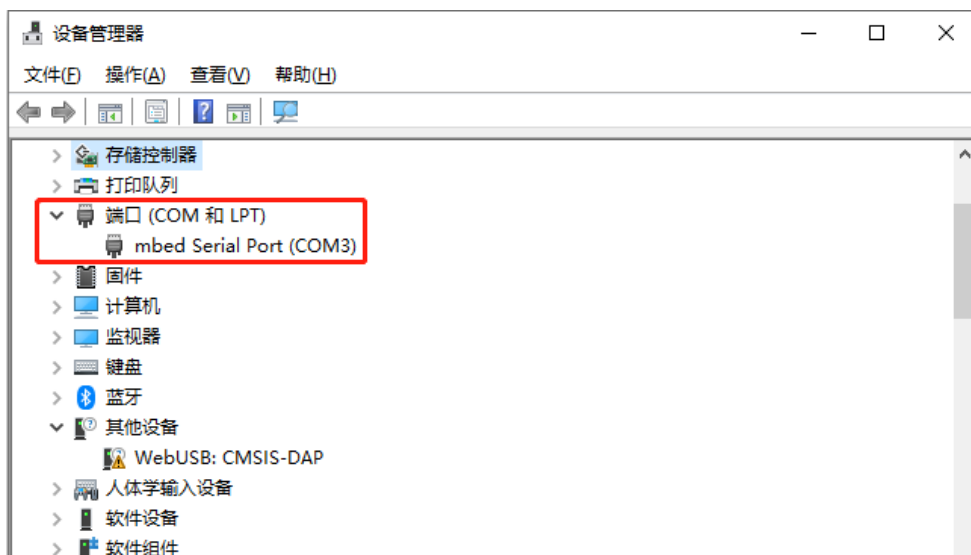 设备管理器
文件(F) 操作(A) 查看(V) 帮助(H)
存储控制器
打印队列
端口 (COM 和 LPT)
mbed Serial Port (COM3)
固件
计算机
监视器
键盘
蓝牙
其他设备
WebUSB: CMSIS-DAP
人体学输入设备
软件设备
软件组件